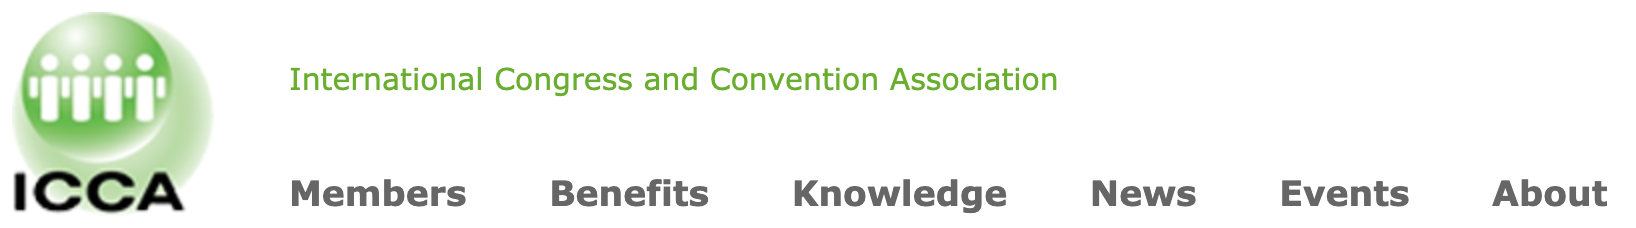 International Congress and Convention Association
ICCA
Members Benefits Knowledge News Events About